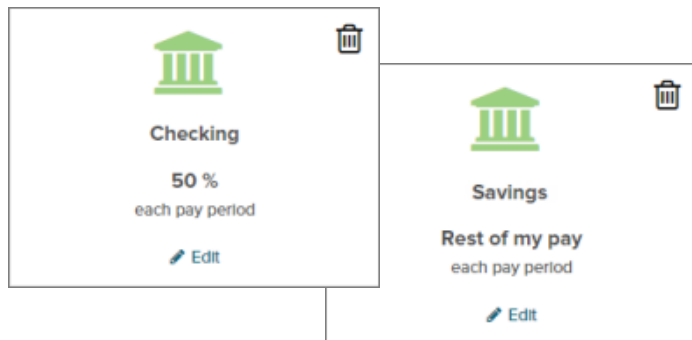 Checking
50 %
each pay period
Edit
Savings
Rest of my pay
each pay period
Edit